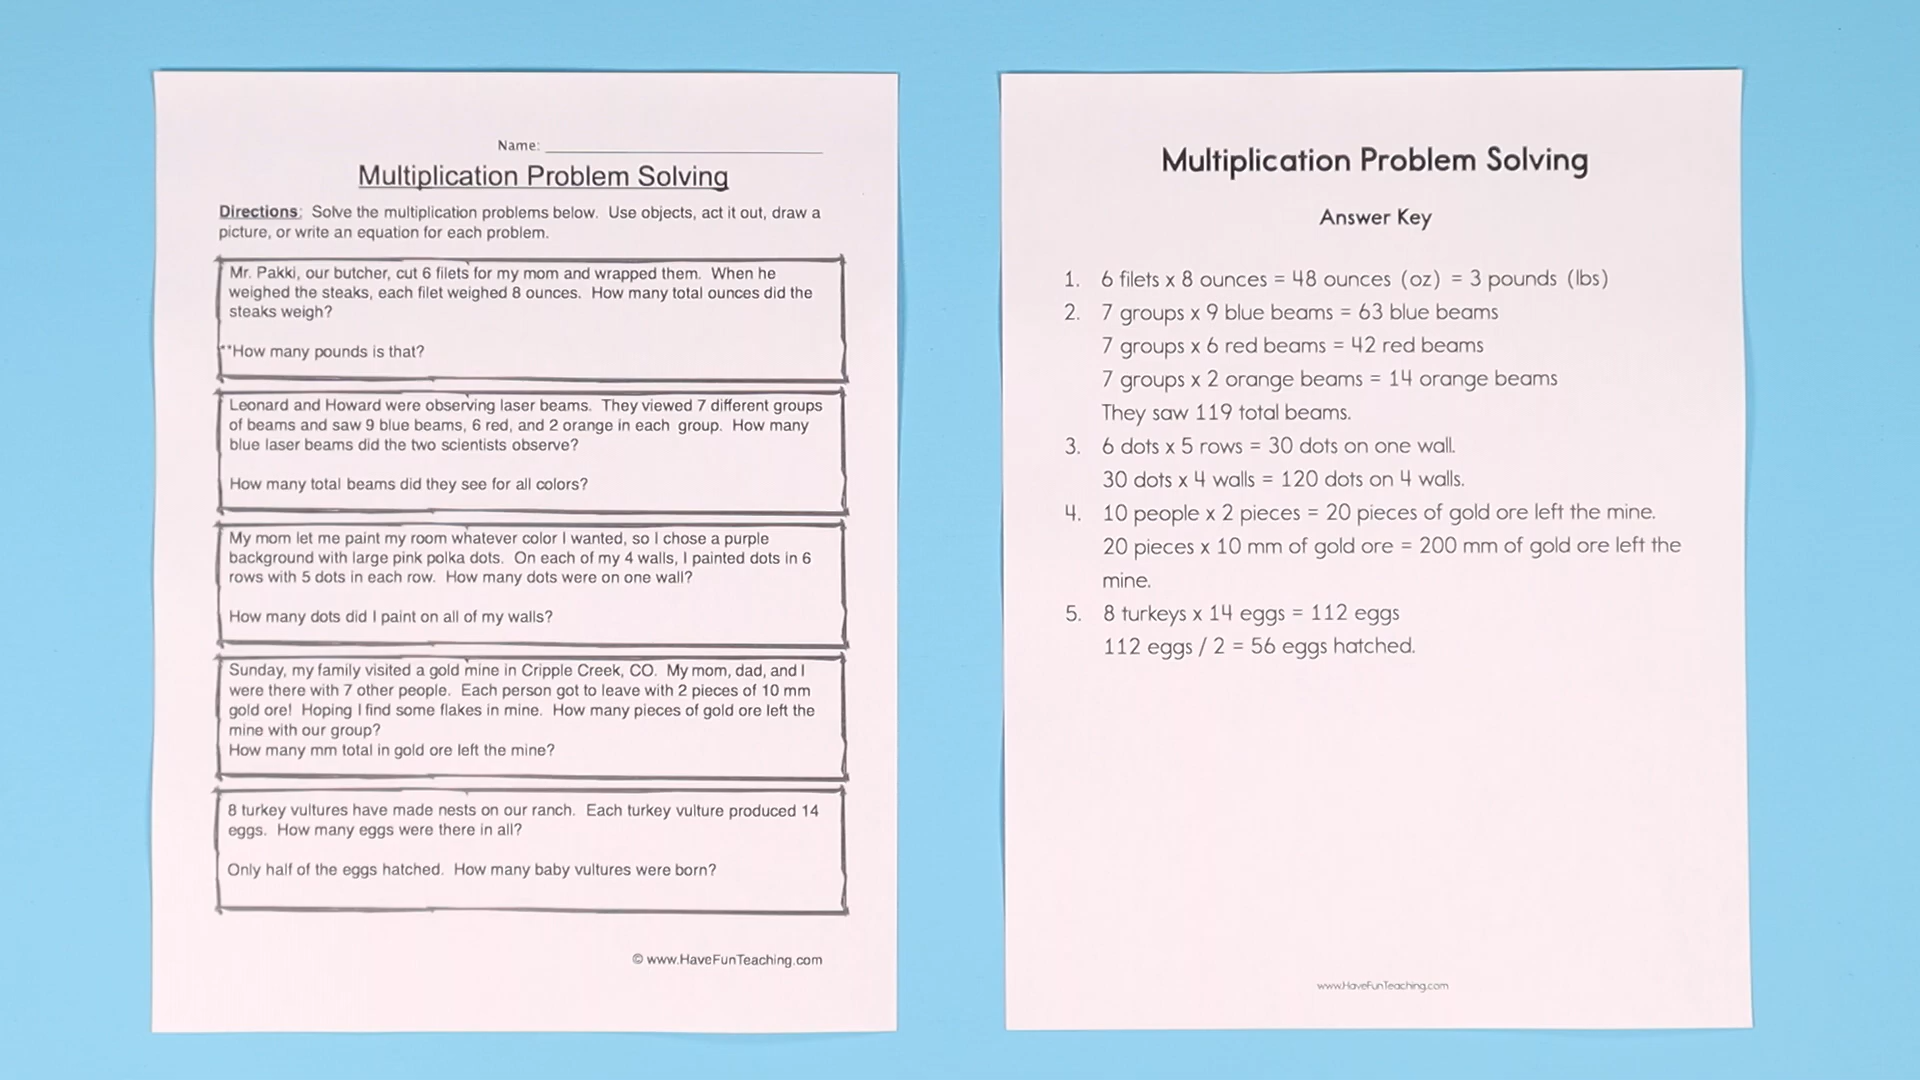 Name:
Multiplication Problem Solving
Directions: Solve the multiplication problems below. Use objects, act it out, draw a
picture, or write an equation for each problem.
Mr. Pakki, our butcher, cut 6 filets for my mom and wrapped them. When he
weighed the steaks, each filet weighed 8 ounces. How many total ounces did the
steaks weigh?
**How many pounds is that?
Leonard and Howard were observing laser beams. They viewed 7 different groups
of beams and saw 9 blue beams, 6 red, and 2 orange in each group. How many
blue laser beams did the two scientists observe?
How many total beams did they see for all colors?
My mom let me paint my room whatever color I wanted, so I chose a purple
background with large pink polka dots. On each of my 4 walls, I painted dots in 6
rows with 5 dots in each row. How many dots were on one wall?
How many dots did I paint on all of my walls?
Sunday, my family visited a gold mine in Cripple Creek, CO. My mom, dad, and I
were there with 7 other people. Each person got to leave with 2 pieces of 10 mm
gold ore! Hoping I find some flakes in mine. How many pieces of gold ore left the
mine with our group?
How many mm total in gold ore left the mine?
8 turkey vultures have made nests on our ranch. Each turkey vulture produced 14
eggs. How many eggs were there in all?
Only half of the eggs hatched. How many baby vultures were born?
© www.HaveFunTeaching.com
Multiplication Problem Solving
Answer Key
1. 6 filets x 8 ounces = 48 ounces (oz) = 3 pounds (lbs)
2. 7 groups x 9 blue beams = 63 blue beams
7 groups x 6 red beams = 42 red beams
7 groups x 2 orange beams = 14 orange beams
They saw 119 total beams.
3. 6 dots x 5 rows = 30 dots on one wall.
30 dots x 4 walls = 120 dots on 4 walls.
4. 10 people x 2 pieces = 20 pieces of gold ore left the mine.
20 pieces x 10 mm of gold ore = 200 mm of gold ore left the
mine.
5. 8 turkeys x 14 eggs = 112 eggs
112 eggs / 2 = 56 eggs hatched.
www.HaveFunTeaching.com